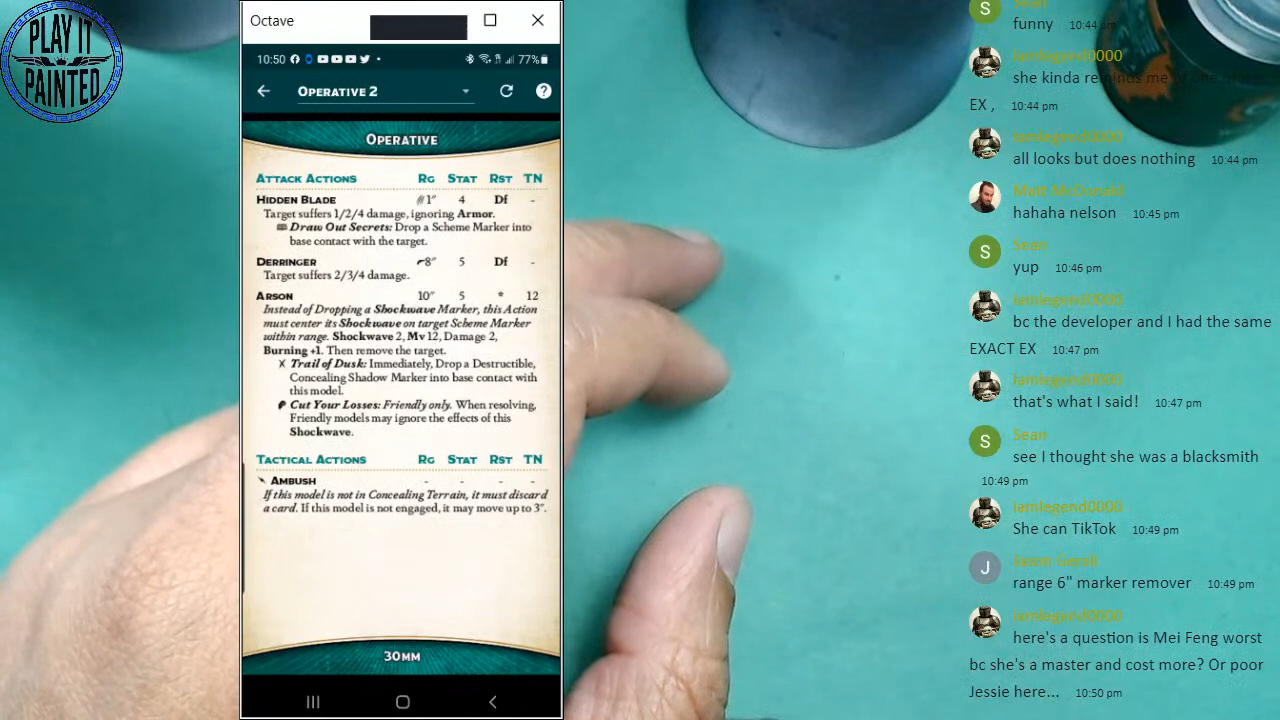 PLAY IT
PAINTED
Octave
10:50
77%
OPERATIVE 2
?
OPERATIVE
ATTACK ACTIONS RG STAT RST TN
HIDDEN BLADE 1" 4 Df -
Target suffers 1/2/4 damage, ignoring Armor.
Draw Out Secrets: Drop a Scheme Marker into
base contact with the target.
DERRINGER 8" 5 Df -
Target suffers 2/3/4 damage.
ARSON 10" 5 * 12
Instead of Dropping a Shockwave Marker, this Action
must center its Shockwave on target Scheme Marker
within range. Shockwave 2, Mv 12, Damage 2,
Burning +1. Then remove the target.
Trail of Dusk: Immediately, Drop a Destructible,
Concealing Shadow Marker into base contact with
this model.
Cut Your Losses: Friendly only. When resolving,
Friendly models may ignore the effects of this
Shockwave.
TACTICAL ACTIONS RG STAT RST TN
AMBUSH - - - -
If this model is not in Concealing Terrain, it must discard
a card. If this model is not engaged, it may move up to 3".
30MM
S Sean
funny 10:44 pm
Iamlegend0000
she kinda reminds me of one of
EX , 10:44 pm
Iamlegend0000
all looks but does nothing 10:44 pm
Matt McDonald
hahaha nelson 10:45 pm
S Sean
yup 10:46 pm
Iamlegend0000
bc the developer and I had the same
EXACT EX 10:47 pm
Iamlegend0000
that's what I said! 10:47 pm
S Sean
see I thought she was a blacksmith
10:49 pm
Iamlegend0000
She can TikTok 10:49 pm
J
range 6" marker remover 10:49 pm
Iamlegend0000
here's a question is Mei Feng worst
bc she's a master and cost more? Or poor
Jessie here... 10:50 pm